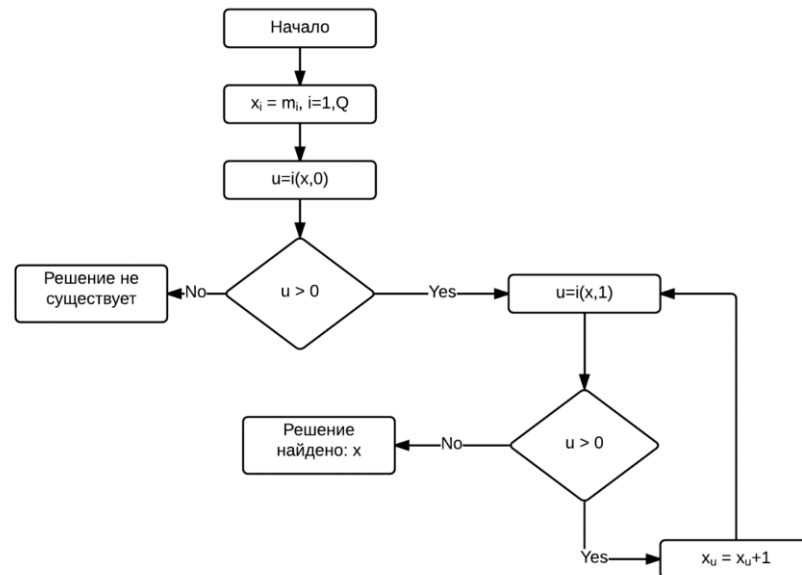 Начало
xᵢ = mᵢ, i=1,Q
u=i(x,0)
u > 0
No
Решение не
существует
Yes
u=i(x,1)
u > 0
No
Решение
найдено: x
Yes
xᵤ = xᵤ+1